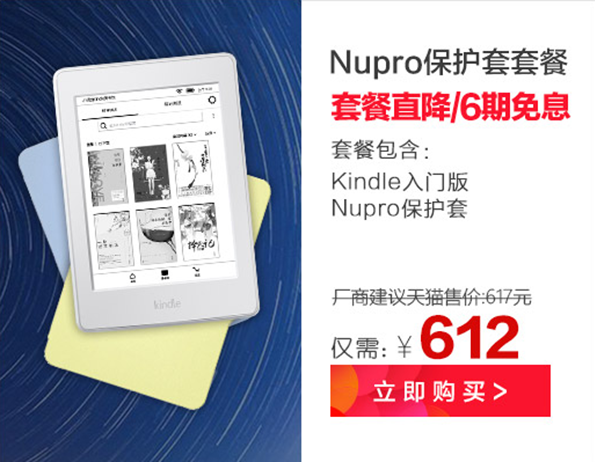 Nupro保护套套餐
套餐直降/6期免息
套餐包含：
Kindle入门版
Nupro保护套
厂商建议天猫售价:617元
仅需：￥612
立即购买>
kindle